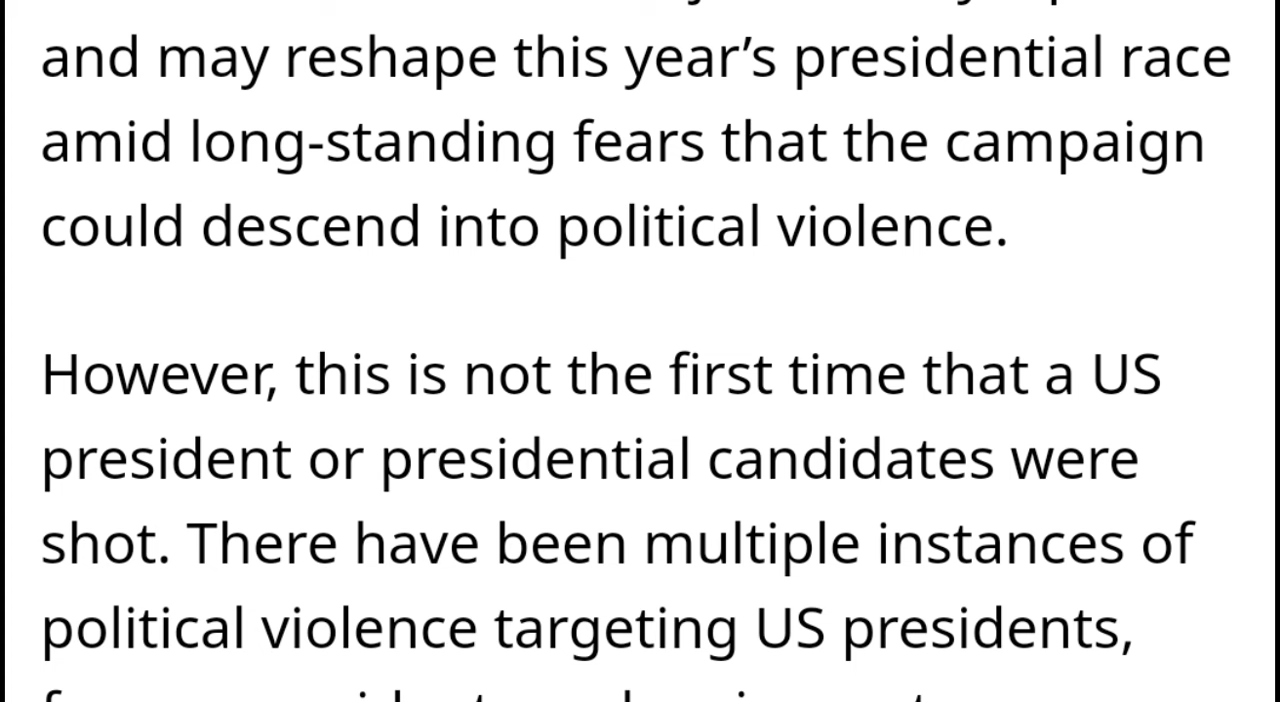 and may reshape this year’s presidential race
amid long-standing fears that the campaign
could descend into political violence.
However, this is not the first time that a US
president or presidential candidates were
shot. There have been multiple instances of
political violence targeting US presidents,